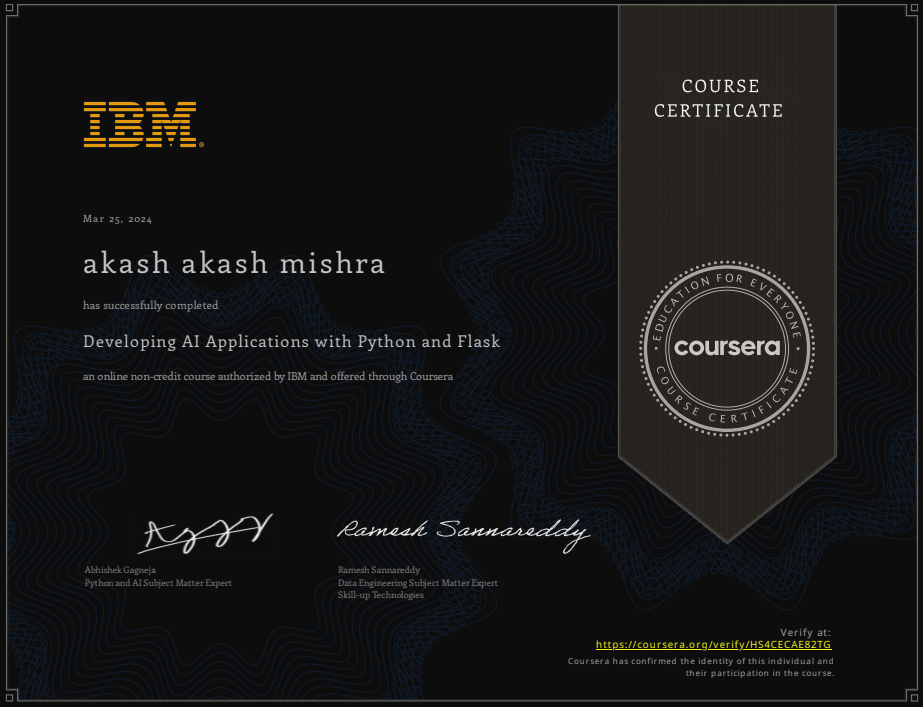 COURSE
CERTIFICATE
IBM®
Mar 25, 2024
akash akash mishra
has successfully completed
Developing AI Applications with Python and Flask
an online non-credit course authorized by IBM and offered through Coursera
EDUCATION FOR EVERYONE
coursera
COURSE CERTIFICATE
Ramesh Sannareddy
Abhishek Gagneja
Python and AI Subject Matter Expert
Ramesh Sannareddy
Data Engineering Subject Matter Expert
Skill-up Technologies
Verify at:
https://coursera.org/verify/HS4CECAE82TG
Coursera has confirmed the identity of this individual and
their participation in the course.